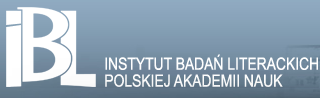 iBL
INSTYTUT BADAŃ LITERACKICH
POLSKIEJ AKADEMII NAUK